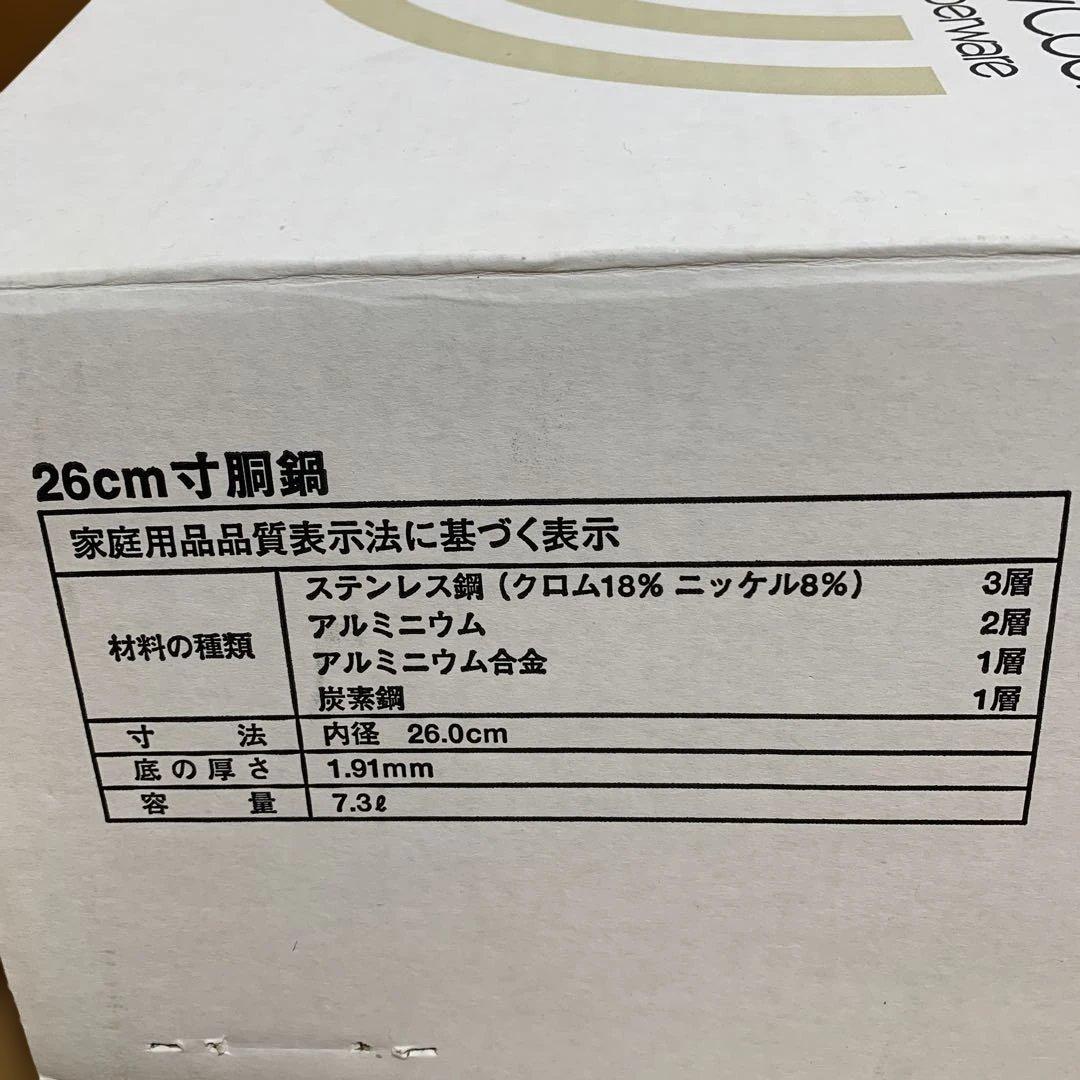 26cm寸胴鍋
家庭用品品質表示法に基づく表示
材料の種類
ステンレス鋼（クロム18% ニッケル8%） 3層
アルミニウム 2層
アルミニウム合金 1層
炭素鋼 1層
寸 法 内径 26.0cm
底の厚さ 1.91mm
容 量 7.3ℓ